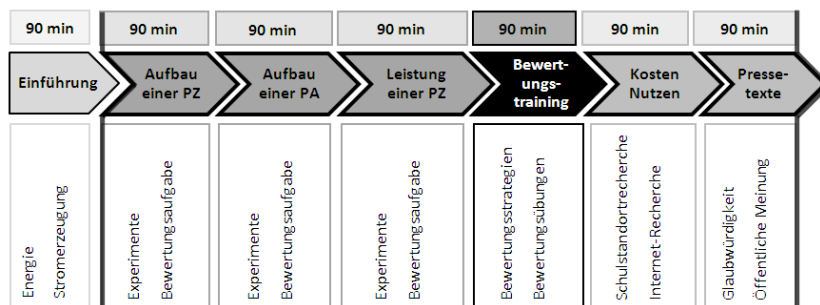 90 min
90 min
90 min
90 min
90 min
90 min
90 min
Einführung
Aufbau
einer PZ
Aufbau
einer PA
Leistung
einer PZ
Bewert-
ungs-
training
Kosten
Nutzen
Presse-
texte
Energie
Stromerzeugung
Experimente
Bewertungsaufgabe
Experimente
Bewertungsaufgabe
Experimente
Bewertungsaufgabe
Bewertungsstrategien
Bewertungsübungen
Schulstandortrecherche
Internet-Recherche
Glaubwürdigkeit
Öffentliche Meinung